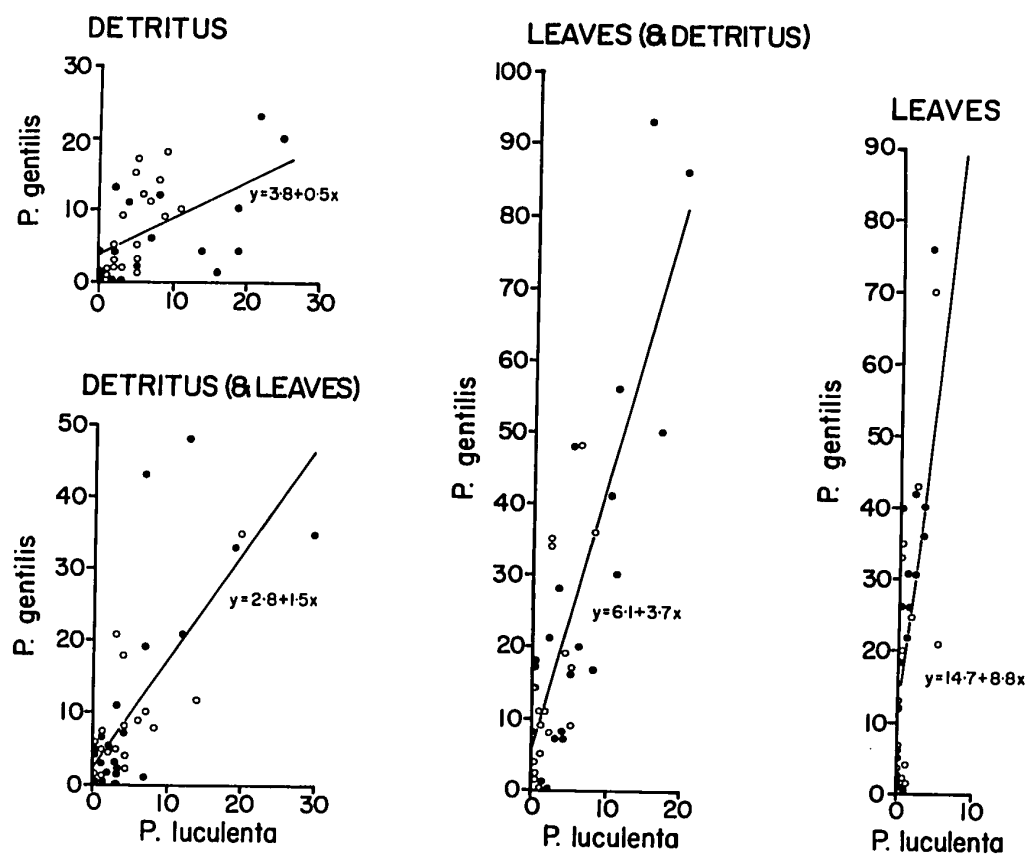 DETRITUS
30
20
10
0
P. gentilis
y=3·8+0·5x
0 10 20 30
DETRITUS (& LEAVES)
50
40
30
20
10
0
P. gentilis
y=2·8+1·5x
0 10 20 30
P. luculenta
LEAVES (& DETRITUS)
100
90
80
70
60
50
40
30
20
10
0
P. gentilis
y=6·1+3·7x
0 10 20
P. luculenta
LEAVES
90
80
70
60
50
40
30
20
10
0
P. gentilis
y=14·7+8·8x
0 10
P. luculenta